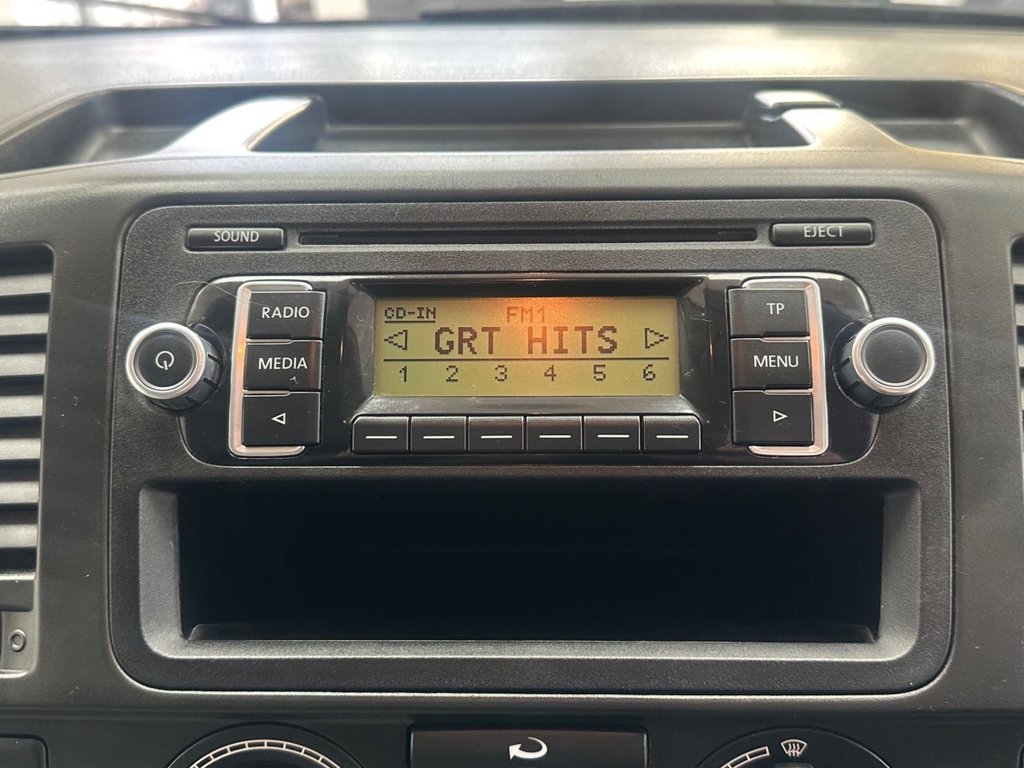 SOUND
EJECT
RADIO
CD-IN
FM1
TP
GRT HITS
MEDIA
MENU
1 2 3 4 5 6